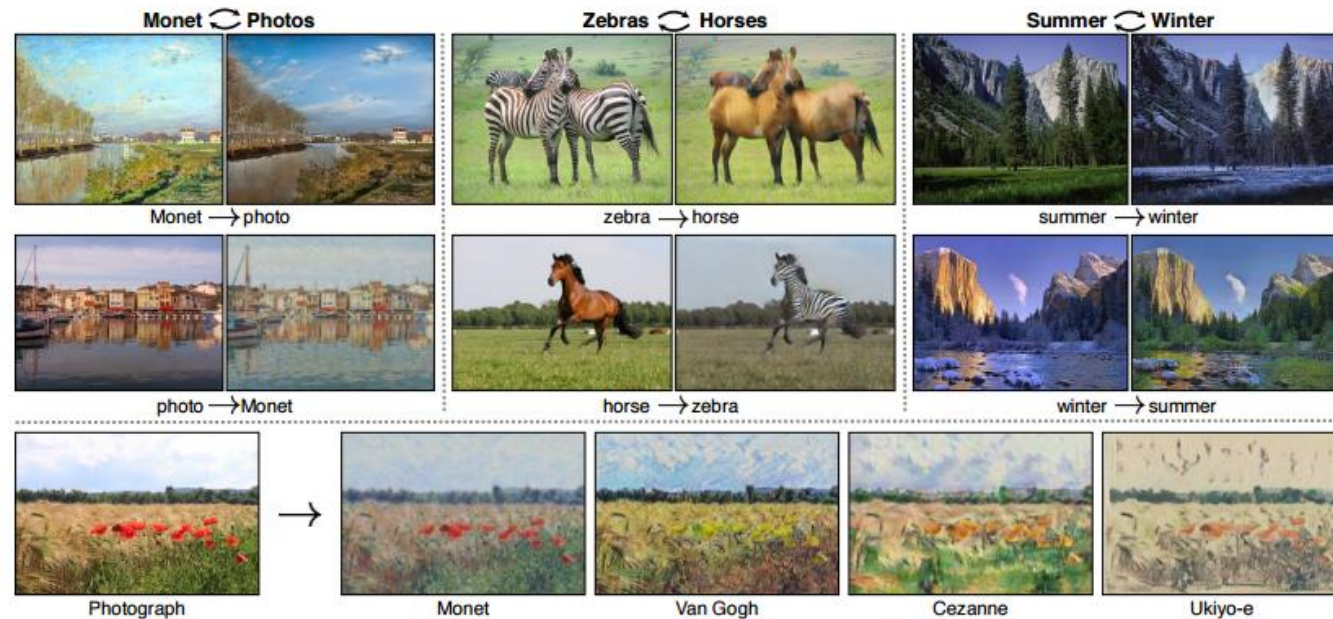 Monet Photos
Zebras Horses
Summer Winter
Monet → photo
zebra → horse
summer → winter
photo → Monet
horse → zebra
winter → summer
Photograph
Monet
Van Gogh
Cezanne
Ukiyo-e